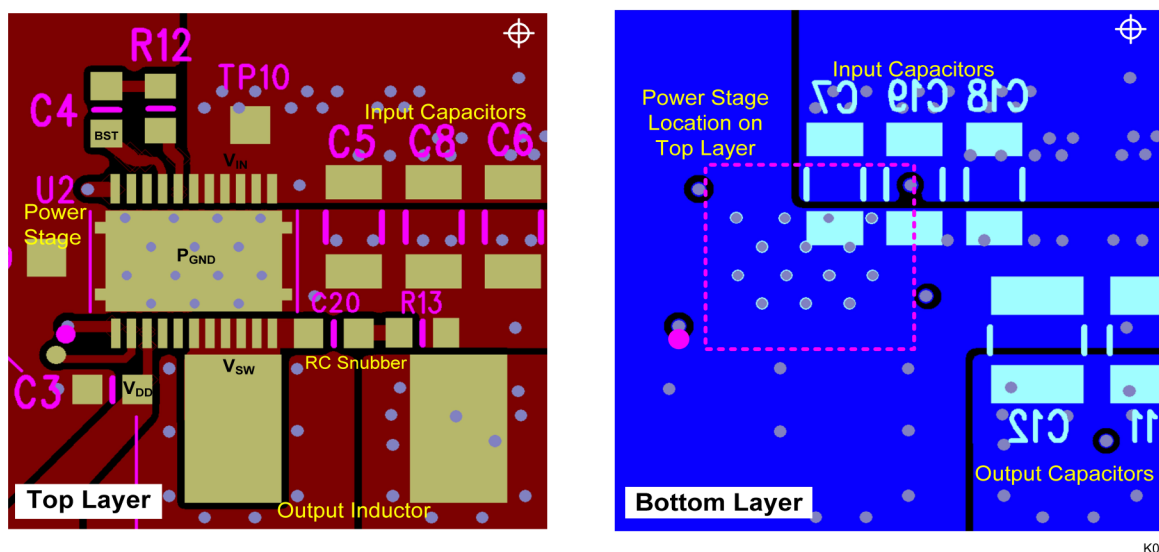 R12
TP10
Input Capacitors
C4
BST
C5 C8 C6
VIN
U2
Power
Stage
PGND
C20 R13
RC Snubber
VSW
C3
VDD
Top Layer
Output Inductor
Input Capacitors
Power Stage
Location on
Top Layer
C7 C19 C18
C12
11
Output Capacitors
Bottom Layer
K0